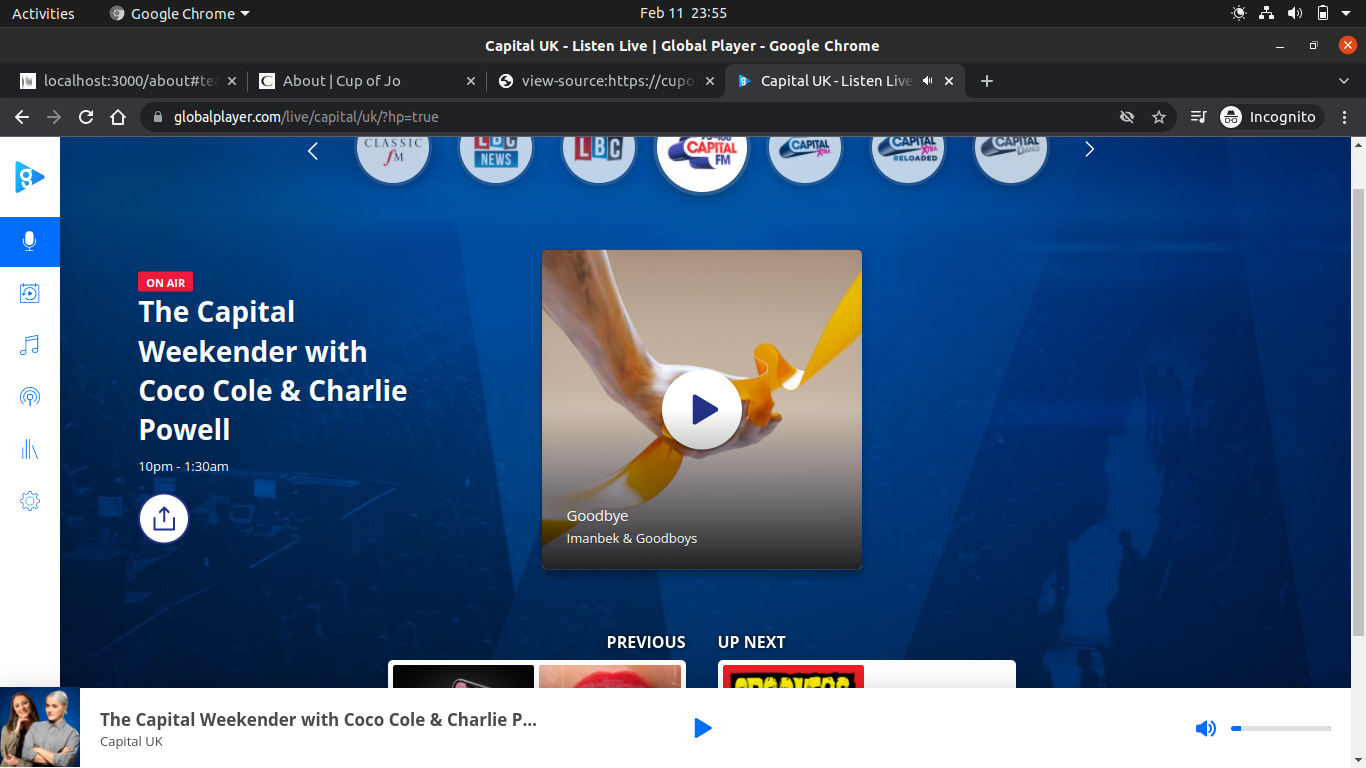 Activities
Google Chrome
Feb 11 23:55
Capital UK - Listen Live | Global Player - Google Chrome
localhost:3000/about#tea
About | Cup of Jo
view-source:https://cupo
Capital UK - Listen Live
globalplayer.com/live/capital/uk/?hp=true
Incognito
CLASSIC
fM
LBC
NEWS
LBC
CAPITAL
FM
CAPITAL
XTRA
CAPITAL
XTRA
RELOADED
CAPITAL
DANCE
ON AIR
The Capital
Weekender with
Coco Cole & Charlie
Powell
10pm - 1:30am
Goodbye
Imanbek & Goodboys
PREVIOUS
UP NEXT
The Capital Weekender with Coco Cole & Charlie P...
Capital UK